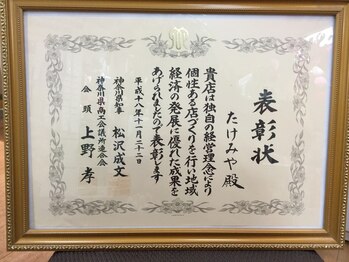 表彰状
たけみや殿
貴店は独自の経営理念により
個性ある店づくりを行い地域
経済の発展に優れた成果を
あげられましたので表彰します
平成十八年十一月二十二日
神奈川県知事 松沢成文
神奈川県商工会議所連合会
会頭 上野孝